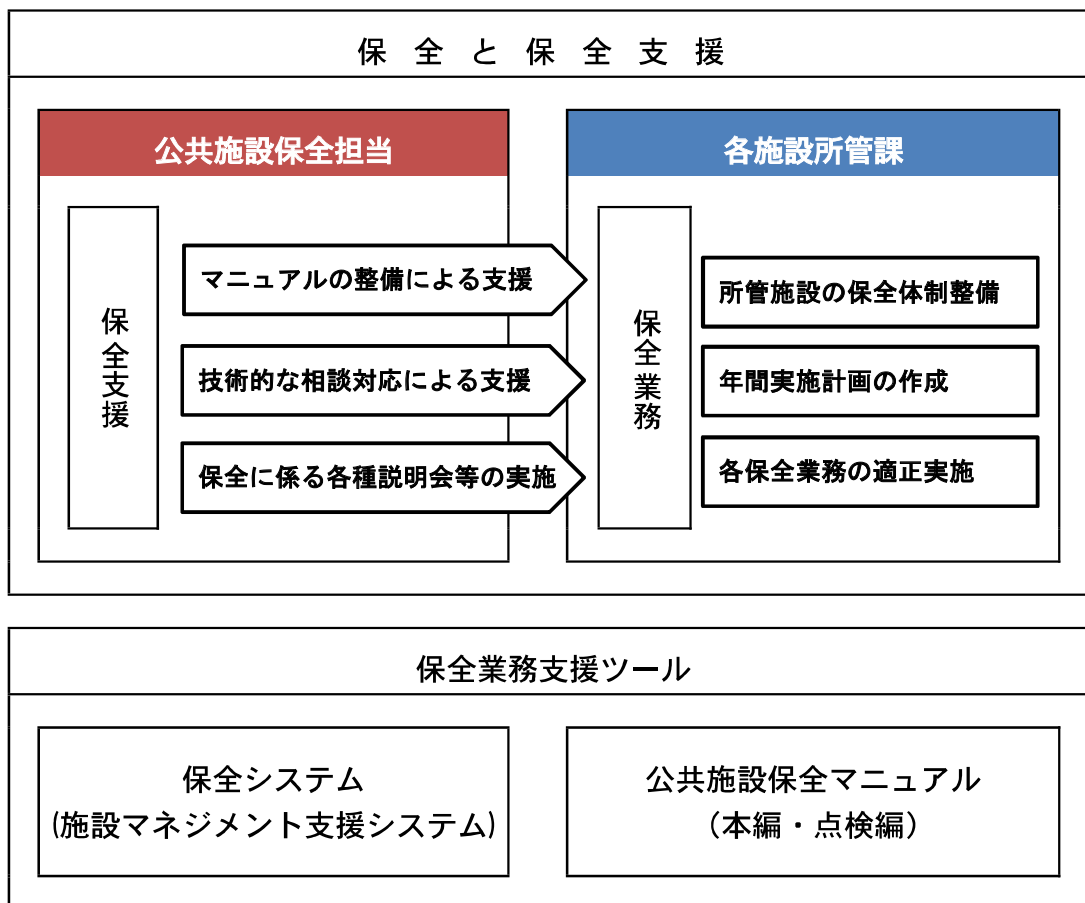 保全と保全支援
公共施設保全担当
保全支援
マニュアルの整備による支援
技術的な相談対応による支援
保全に係る各種説明会等の実施
各施設所管課
保全業務
所管施設の保全体制整備
年間実施計画の作成
各保全業務の適正実施
保全業務支援ツール
保全システム
(施設マネジメント支援システム)
公共施設保全マニュアル
（本編・点検編）